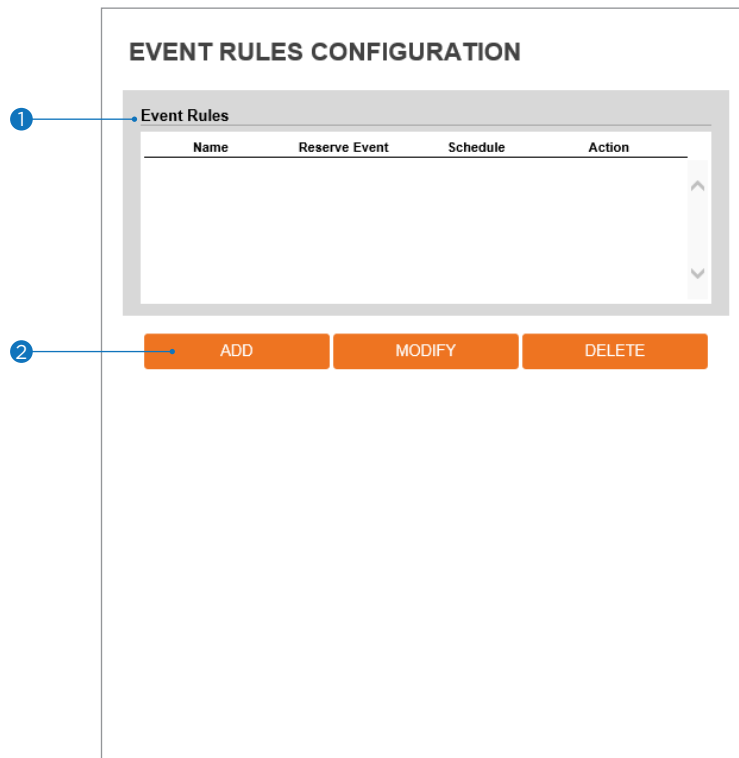 EVENT RULES CONFIGURATION
1 Event Rules
Name Reserve Event Schedule Action
2 ADD MODIFY DELETE